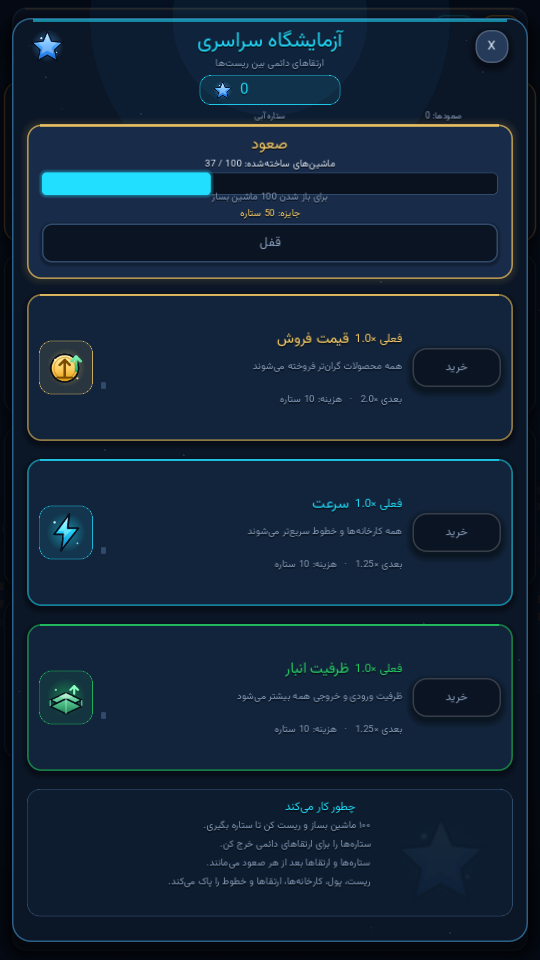 آزمایشگاه سراسری
X
ارتقاهای دائمی بین ریست‌ها
0
ستاره آبی
صعودها: 0
صعود
ماشین‌های ساخته‌شده: 100 / 37
برای باز شدن 100 ماشین بساز
جایزه: 50 ستاره
قفل
فعلی ×1.0 قیمت فروش
همه محصولات گران‌تر فروخته می‌شوند
بعدی ×2.0 · هزینه: 10 ستاره
خرید
فعلی ×1.0 سرعت
همه کارخانه‌ها و خطوط سریع‌تر می‌شوند
بعدی ×1.25 · هزینه: 10 ستاره
خرید
فعلی ×1.0 ظرفیت انبار
ظرفیت ورودی و خروجی همه بیشتر می‌شود
بعدی ×1.25 · هزینه: 10 ستاره
خرید
چطور کار می‌کند
۱۰۰ ماشین بساز و ریست کن تا ستاره بگیری.
ستاره‌ها را برای ارتقاهای دائمی خرج کن.
ستاره‌ها و ارتقاها بعد از هر صعود می‌مانند.
ریست، پول، کارخانه‌ها، ارتقاها و خطوط را پاک می‌کند.